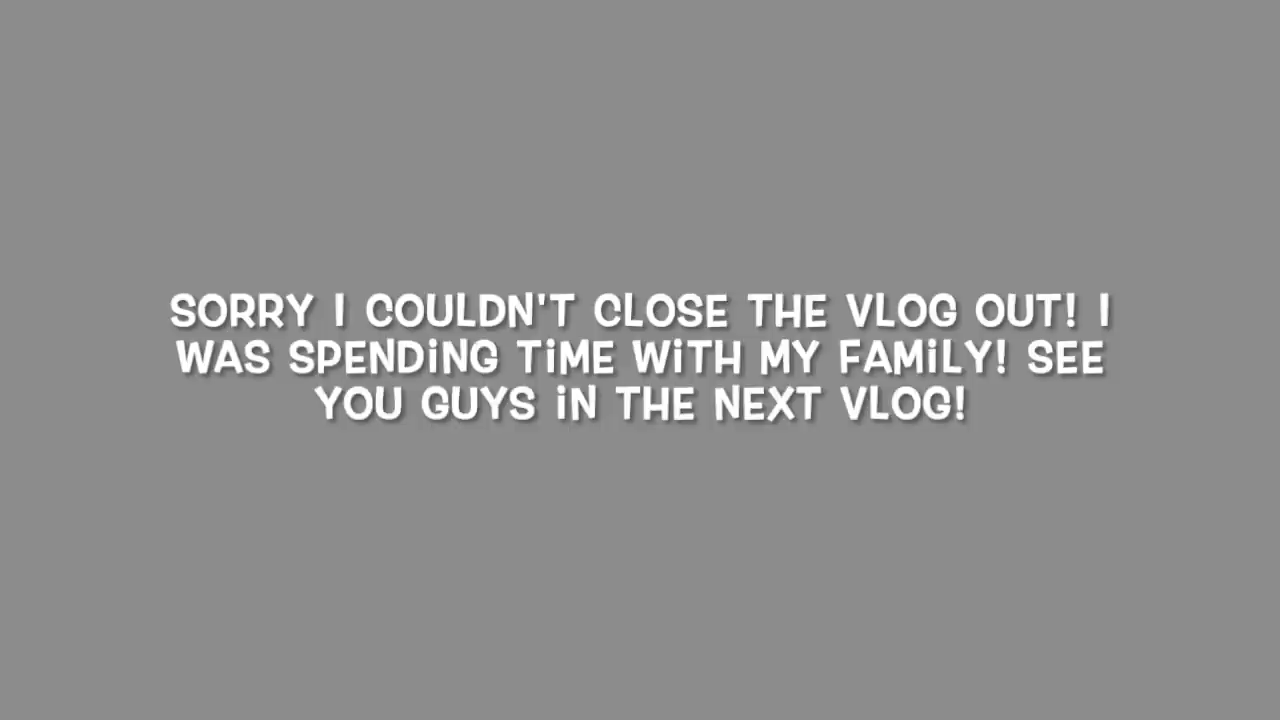 SORRY I COULDN'T CLOSE THE VLOG OUT! I
WAS SPENDiNG TiME WiTH MY FAMiLY! SEE
YOU GUYS iN THE NEXT VLOG!